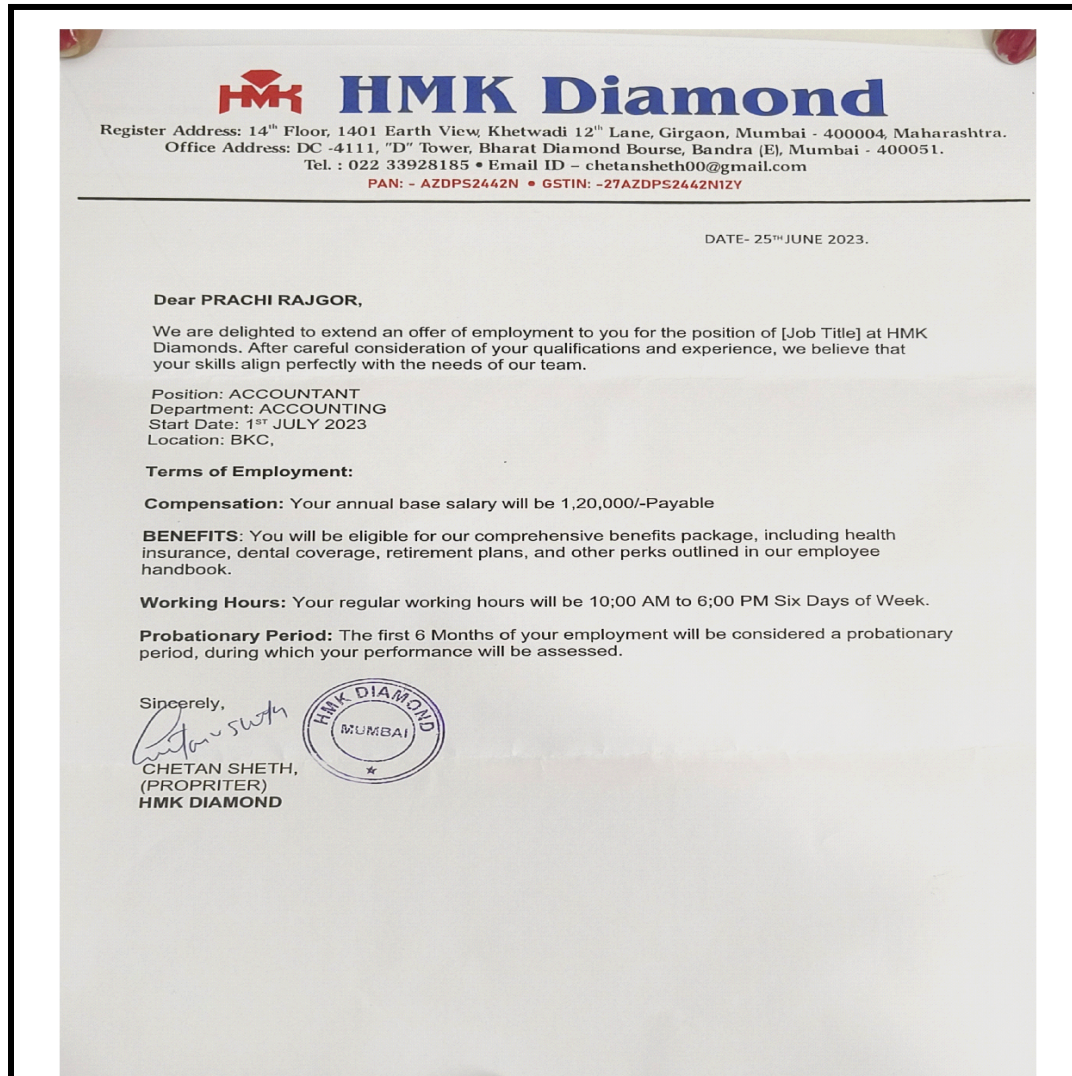 HMK HMK Diamond
Register Address: 14th Floor, 1401 Earth View, Khetwadi 12th Lane, Girgaon, Mumbai - 400004, Maharashtra.
Office Address: DC -4111, "D" Tower, Bharat Diamond Bourse, Bandra (E), Mumbai - 400051.
Tel. : 022 33928185 • Email ID – chetansheth00@gmail.com
PAN: - AZDPS2442N • GSTIN: -27AZDPS2442N1ZY
DATE- 25TH JUNE 2023.
Dear PRACHI RAJGOR,
We are delighted to extend an offer of employment to you for the position of [Job Title] at HMK
Diamonds. After careful consideration of your qualifications and experience, we believe that
your skills align perfectly with the needs of our team.
Position: ACCOUNTANT
Department: ACCOUNTING
Start Date: 1ST JULY 2023
Location: BKC,
Terms of Employment:
Compensation: Your annual base salary will be 1,20,000/-Payable
BENEFITS: You will be eligible for our comprehensive benefits package, including health
insurance, dental coverage, retirement plans, and other perks outlined in our employee
handbook.
Working Hours: Your regular working hours will be 10;00 AM to 6;00 PM Six Days of Week.
Probationary Period: The first 6 Months of your employment will be considered a probationary
period, during which your performance will be assessed.
Sincerely,
Chetan Sheth
HMK DIAMOND
MUMBAI
CHETAN SHETH,
(PROPRITER)
HMK DIAMOND